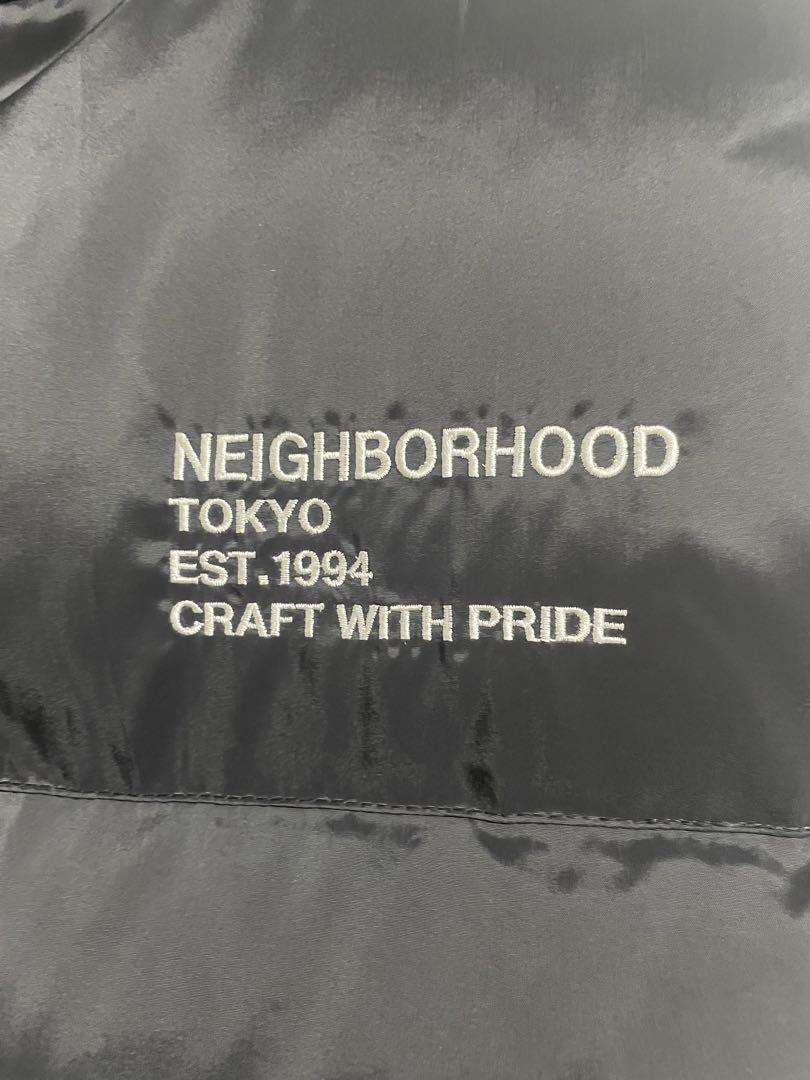 NEIGHBORHOOD
TOKYO
EST.1994
CRAFT WITH PRIDE